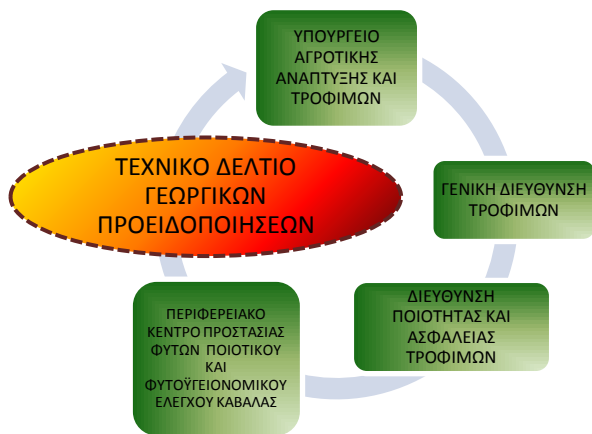 ΥΠΟΥΡΓΕΙΟ
ΑΓΡΟΤΙΚΗΣ
ΑΝΑΠΤΥΞΗΣ ΚΑΙ
ΤΡΟΦΙΜΩΝ
ΓΕΝΙΚΗ ΔΙΕΥΘΥΝΣΗ
ΤΡΟΦΙΜΩΝ
ΔΙΕΥΘΥΝΣΗ
ΠΟΙΟΤΗΤΑΣ ΚΑΙ
ΑΣΦΑΛΕΙΑΣ
ΤΡΟΦΙΜΩΝ
ΠΕΡΙΦΕΡΕΙΑΚΟ
ΚΕΝΤΡΟ ΠΡΟΣΤΑΣΙΑΣ
ΦΥΤΩΝ ΠΟΙΟΤΙΚΟΥ
ΚΑΙ
ΦΥΤΟΫΓΕΙΟΝΟΜΙΚΟΥ
ΕΛΕΓΧΟΥ ΚΑΒΑΛΑΣ
ΤΕΧΝΙΚΟ ΔΕΛΤΙΟ
ΓΕΩΡΓΙΚΩΝ
ΠΡΟΕΙΔΟΠΟΙΗΣΕΩΝ